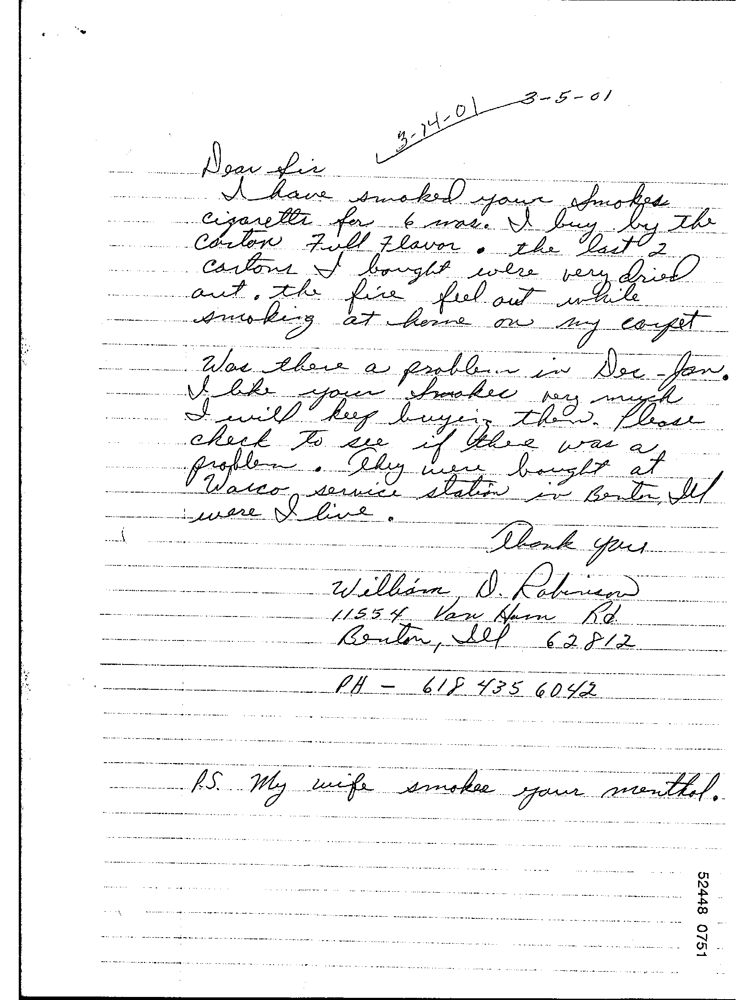 3-14-01 3-5-01
Dear Sir
I have smoked your Smokes
cigaretts for 6 mos. I buy by the
carton Full Flavor. the last 2
cartons I bought were very dried
out. the fire feel out while
smoking at home on my carpet
Was there a problem in Dec - Jan.
I like your Smokes very much
I will keep buying them. Please
check to see if there was a
problem. They were bought at
Wasco service station in Benton, Ill
were I live.
Thank you
William D. Robinson
11554 Van Rd.
Benton, Ill 62812
PH - 618 435 6042
P.S. My wife smokes your menthol.
52448 0751